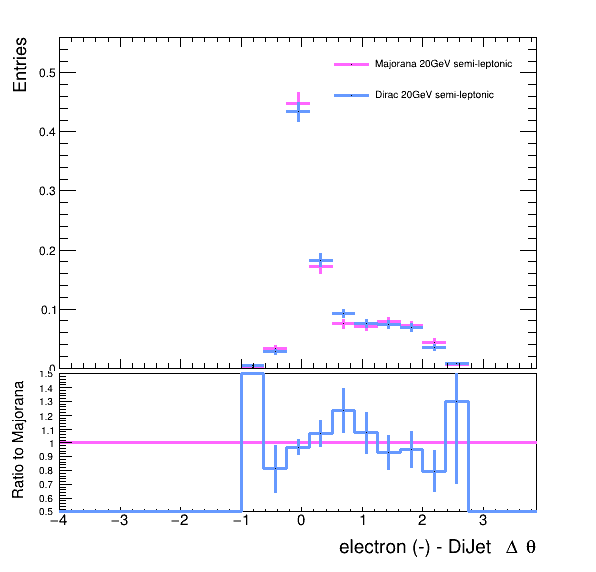 Entries
Majorana 20GeV semi-leptonic
Dirac 20GeV semi-leptonic
0.5
0.4
0.3
0.2
0.1
0
Ratio to Majorana
1.5
1.4
1.3
1.2
1.1
1
0.9
0.8
0.7
0.6
0.5
−4 −3 −2 −1 0 1 2 3
electron (-) - DiJet Δ θ